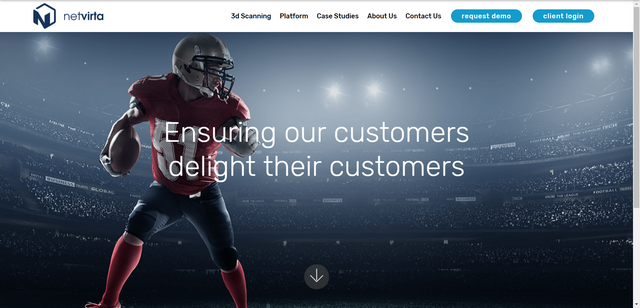 netvirta
3d Scanning Platform Case Studies About Us Contact Us request demo client login
Ensuring our customers
delight their customers